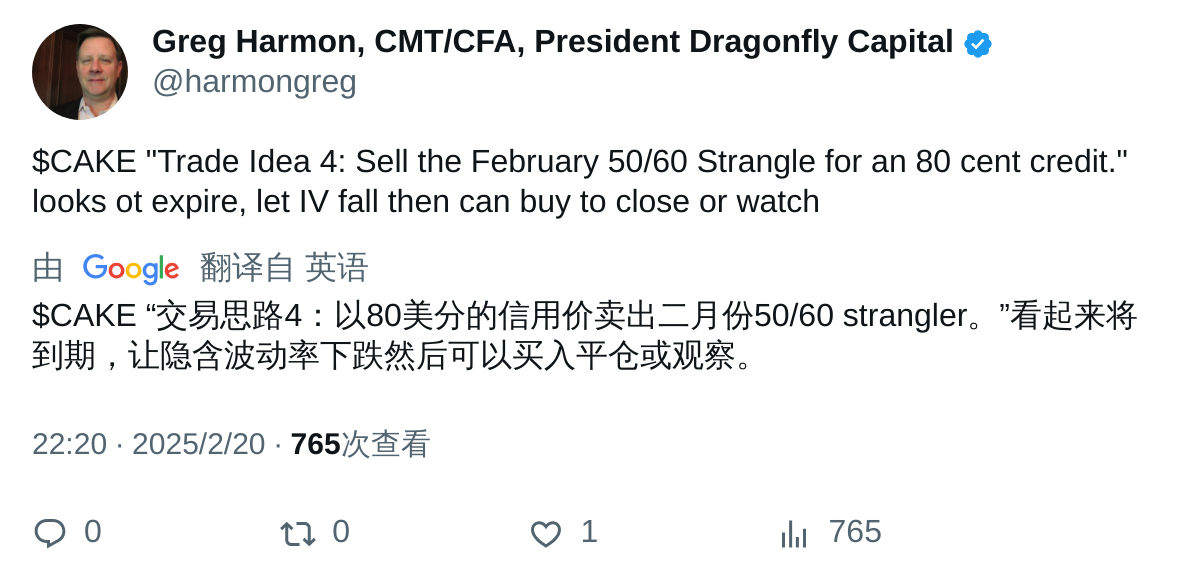 Greg Harmon, CMT/CFA, President Dragonfly Capital
@harmongreg
$CAKE "Trade Idea 4: Sell the February 50/60 Strangle for an 80 cent credit."
looks ot expire, let IV fall then can buy to close or watch
由 Google 翻译自 英语
$CAKE “交易思路4：以80美分的信用价卖出二月份50/60 strangler。”看起来将
到期，让隐含波动率下跌然后可以买入平仓或观察。
22:20 · 2025/2/20 · 765次查看
0 0 1 765